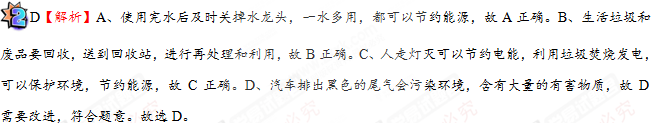 2 D【解析】A、使用完水后及时关掉水龙头，一水多用，都可以节约能源，故 A 正确。B、生活垃圾和
废品要回收，送到回收站，进行再处理和利用，故 B 正确。C、人走灯灭可以节约电能，利用垃圾焚烧发电，
可以保护环境，节约能源，故 C 正确。D、汽车排出黑色的尾气会污染环境，含有大量的有害物质，故 D
需要改进，符合题意。故选 D。